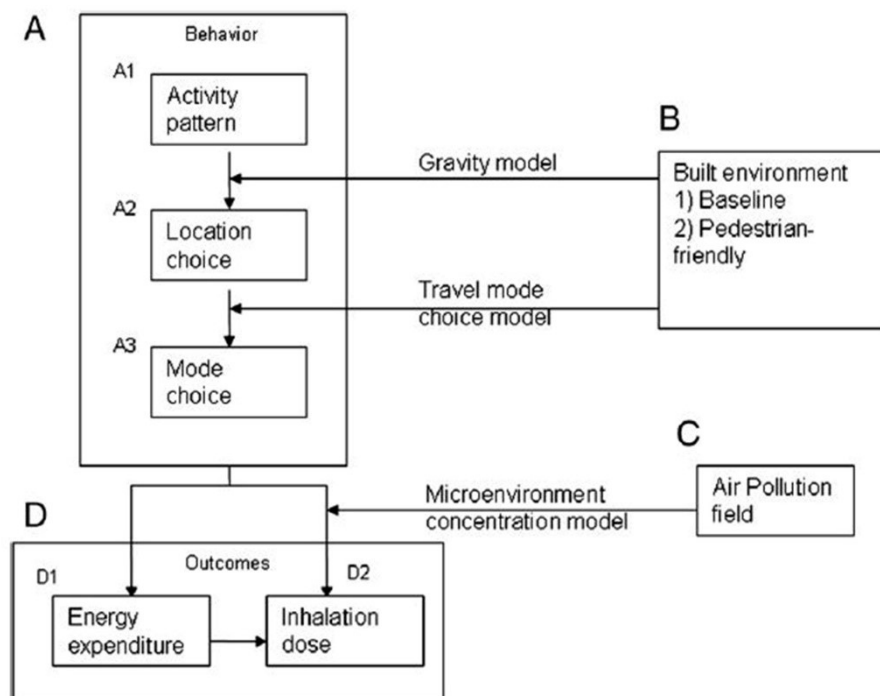 A
Behavior
A1
Activity
pattern
Gravity model
B
Built environment
1) Baseline
2) Pedestrian-
friendly
A2
Location
choice
Travel mode
choice model
A3
Mode
choice
C
Microenvironment
concentration model
Air Pollution
field
D
Outcomes
D1
D2
Energy
expenditure
Inhalation
dose